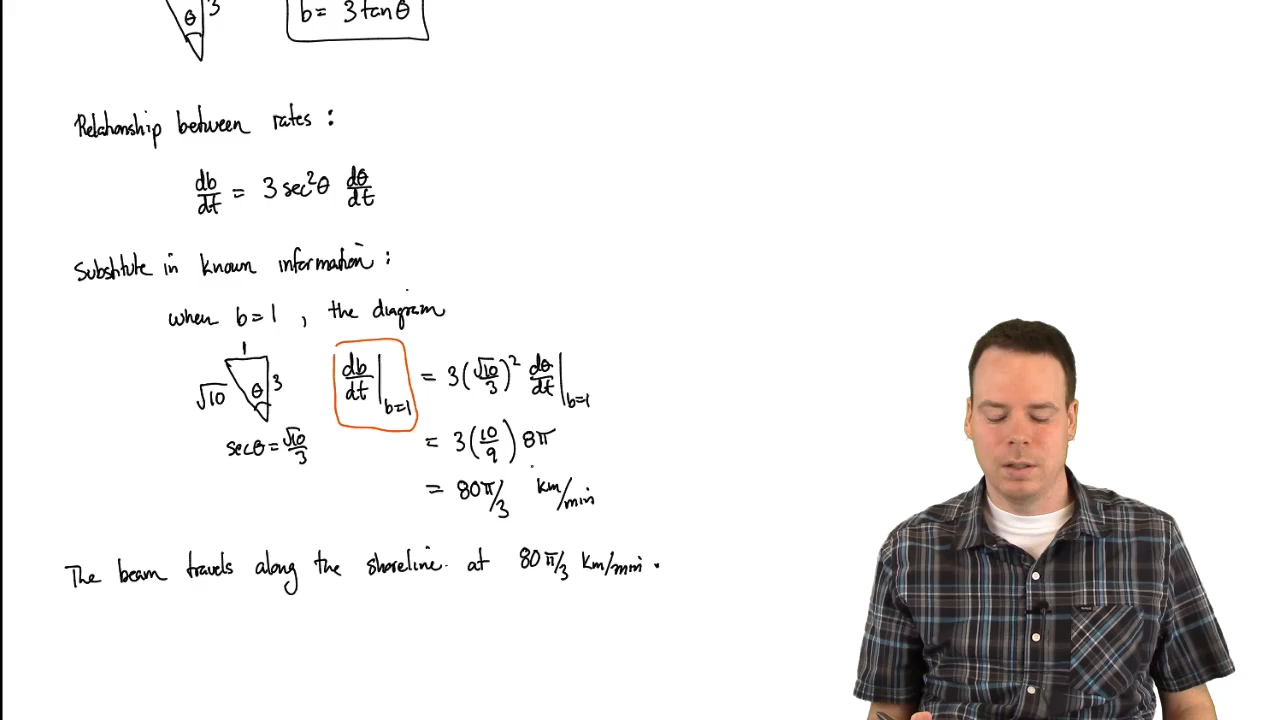 θ 3 b = 3 tanθ
Relationship between rates :
db/dt = 3 sec²θ dθ/dt
Substitute in known information :
when b=1 , the diagram
1
√10 θ 3
secθ = √10/3
db/dt |b=1 = 3(√10/3)² dθ/dt |b=1
= 3(10/9) 8π
= 80π/3 km/min
The beam travels along the shoreline at 80π/3 km/min.